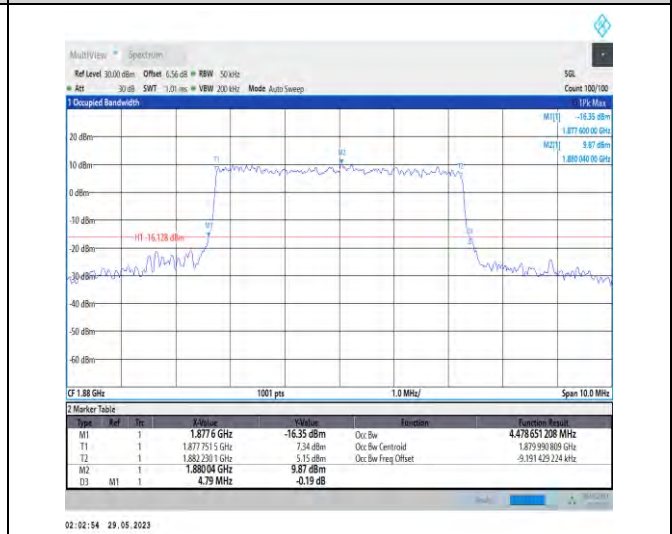 MultiView Spectrum
Ref Level 30.00 dBm Offset 6.56 dB RBW 50 kHz SGL
Att 30 dB SWT 1.01 ms VBW 200 kHz Mode Auto Sweep Count 100/100
1 Occupied Bandwidth 1Pk Max
M1[1] -16.35 dBm
1.877 600 00 GHz
M2[1] 9.87 dBm
1.880 040 00 GHz
20 dBm
10 dBm
0 dBm
-10 dBm
-20 dBm
-30 dBm
-40 dBm
-50 dBm
-60 dBm
T1
M2
T2
M1
D3
H1 -16.128 dBm
CF 1.88 GHz 1001 pts 1.0 MHz/ Span 10.0 MHz
2 Marker Table
Type Ref Trc X-Value Y-Value Function Function Result
M1 1 1.8776 GHz -16.35 dBm Occ Bw 4.478 651 208 MHz
T1 1 1.877 751 5 GHz 7.34 dBm Occ Bw Centroid 1.879 990 809 GHz
T2 1 1.882 230 1 GHz 5.15 dBm Occ Bw Freq Offset -9.191 429 224 kHz
M2 1 1.88004 GHz 9.87 dBm
D3 M1 1 4.79 MHz -0.19 dB
02:02:54 29.05.2023